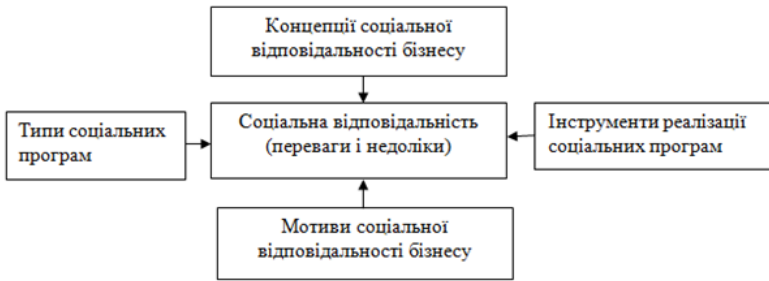 Концепції соціальної
відповідальності бізнесу
Типи соціальних
програм
Соціальна відповідальність
(переваги і недоліки)
Інструменти реалізації
соціальних програм
Мотиви соціальної
відповідальності бізнесу